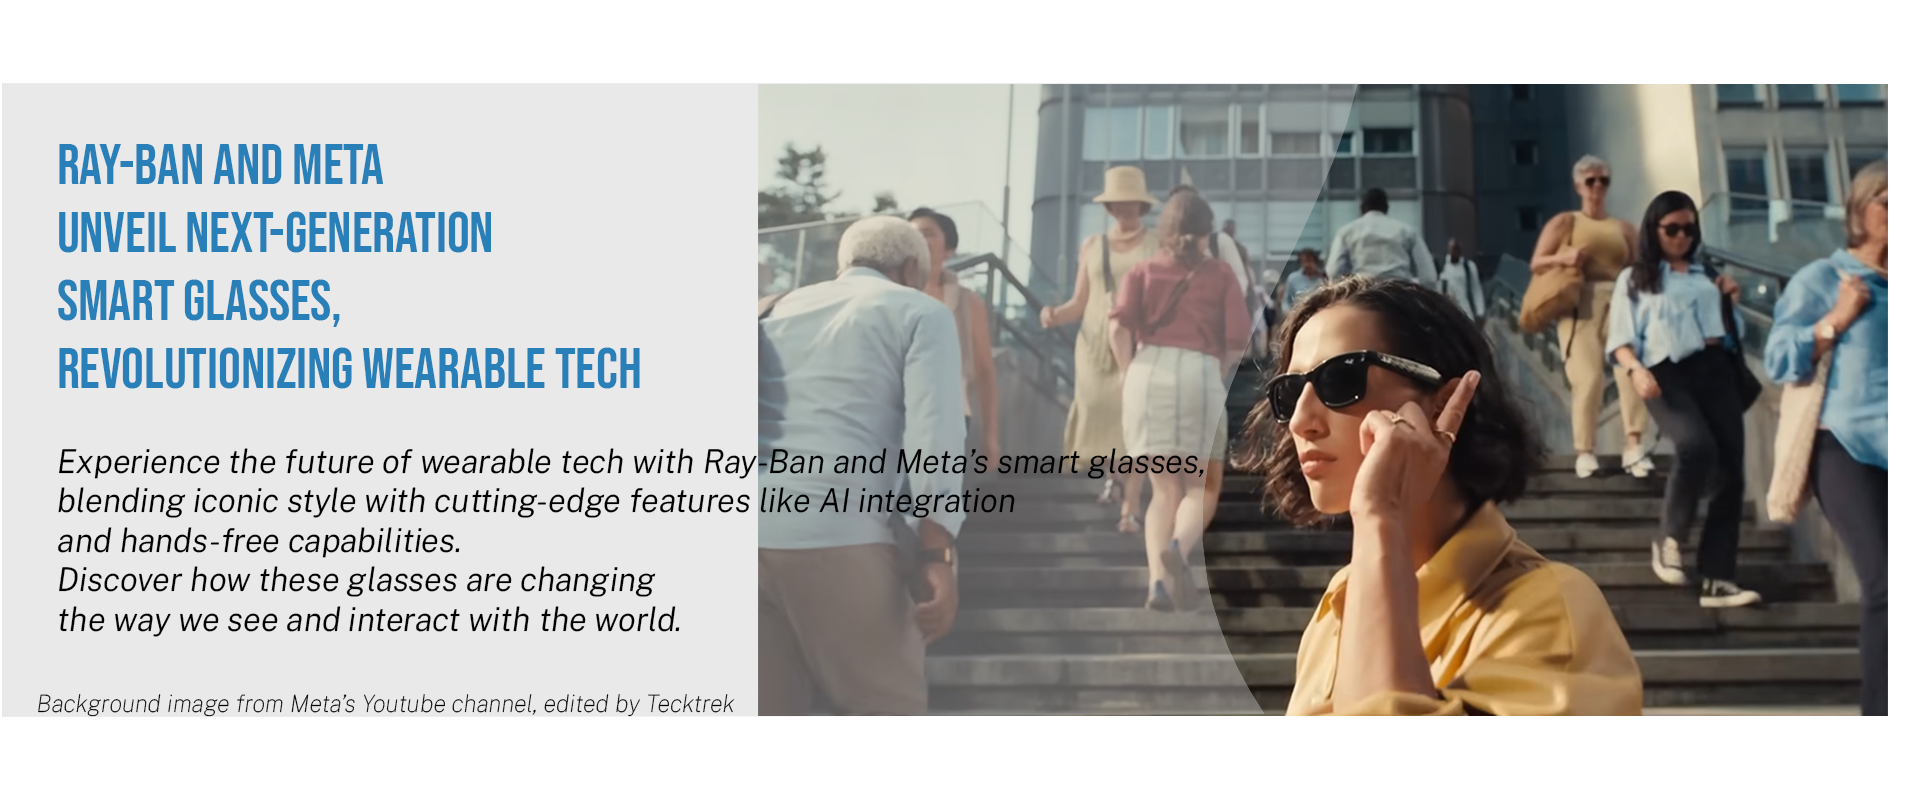 RAY-BAN AND META
UNVEIL NEXT-GENERATION
SMART GLASSES,
REVOLUTIONIZING WEARABLE TECH
Experience the future of wearable tech with Ray-Ban and Meta’s smart glasses,
blending iconic style with cutting-edge features like AI integration
and hands-free capabilities.
Discover how these glasses are changing
the way we see and interact with the world.
Background image from Meta’s Youtube channel, edited by Tecktrek